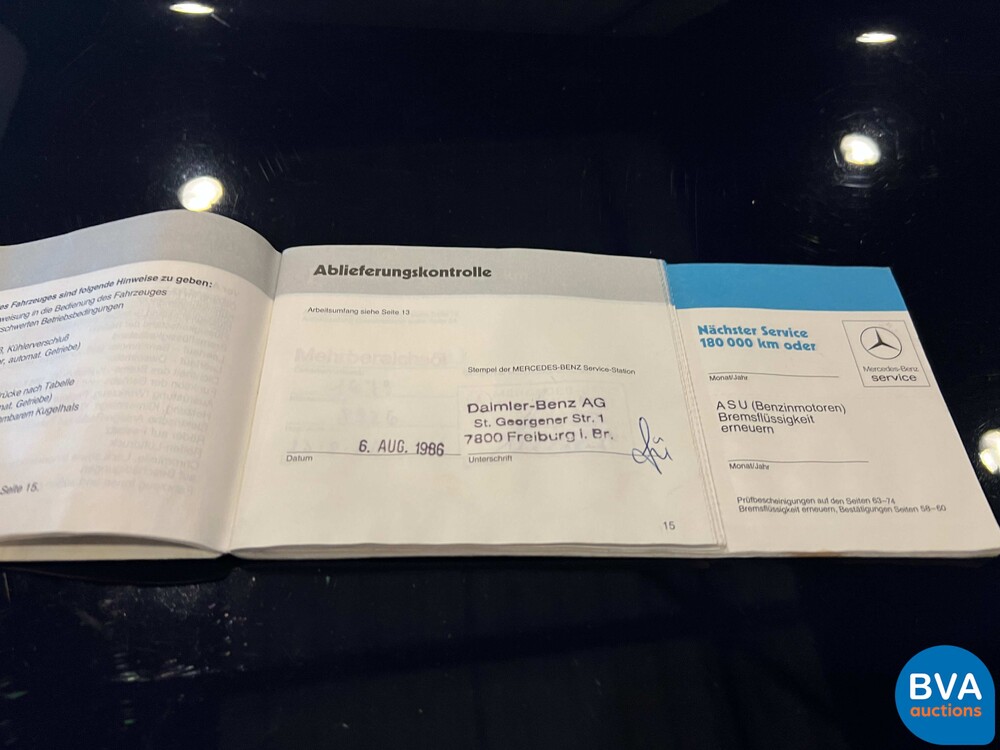 es Fahrzeuges sind folgende Hinweise zu geben:
weisung in die Bedienung des Fahrzeuges
schwerten Betriebsbedingungen
Kühlerverschluß
automat. Getriebe)
drücke nach Tabelle
mat. Getriebe)
mbarem Kugelhals
Seite 15.
Ablieferungskontrolle
Arbeitsumfang siehe Seite 13
Stempel der MERCEDES-BENZ Service-Station
Daimler-Benz AG
St. Georgener Str. 1
7800 Freiburg i. Br.
6. AUG. 1986
Datum
Unterschrift
15
Nächster Service
180 000 km oder
Mercedes-Benz
service
Monat/Jahr
ASU (Benzinmotoren)
Bremsflüssigkeit
erneuern
Monat/Jahr
Prüfbescheinigungen auf den Seiten 63–74
Bremsflüssigkeit erneuern, Bestätigungen Seiten 58–60
BVA
auctions